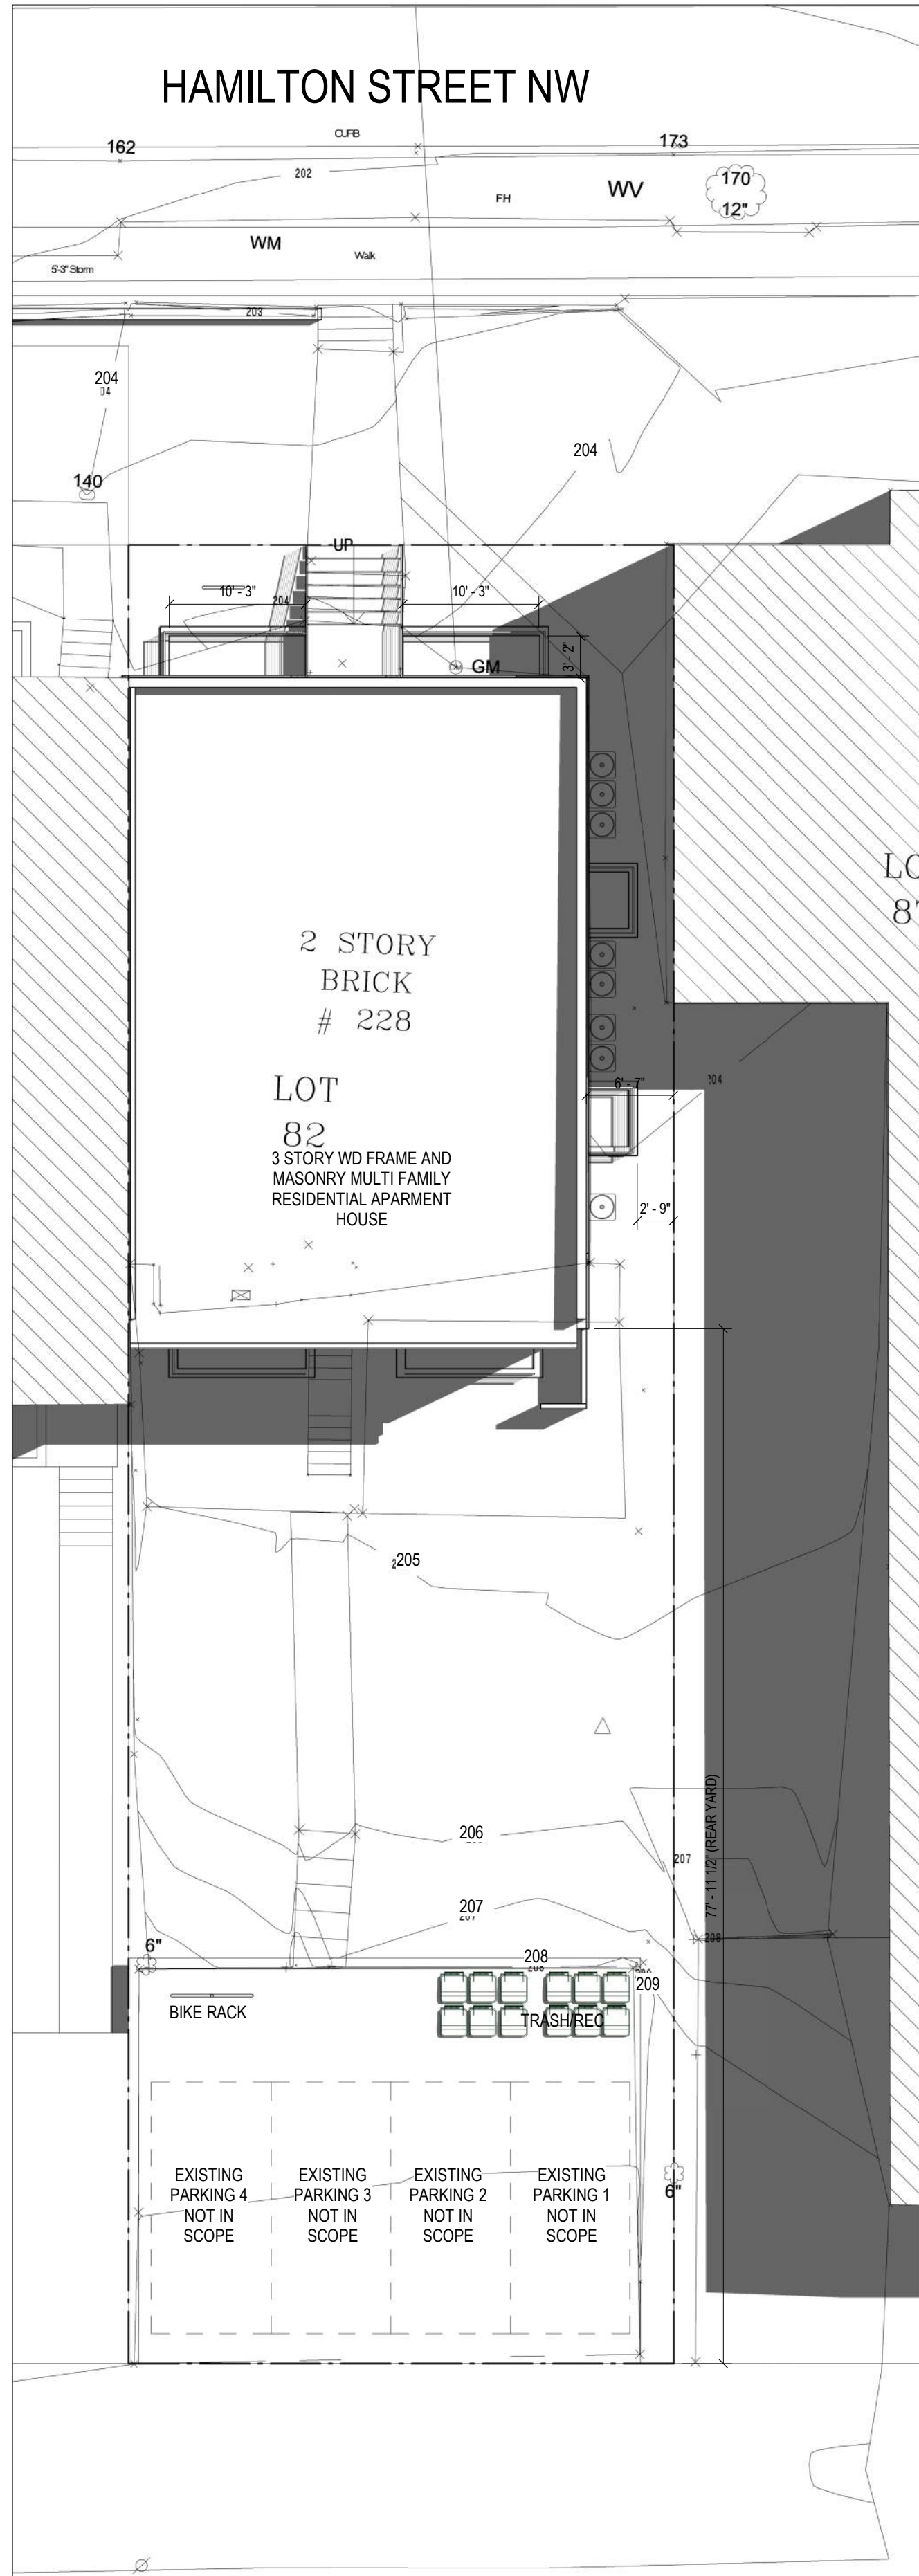 HAMILTON STREET NW
CURB
162
173
202
170
12"
FH
WV
WM
Walk
5'-3" Storm
203
204
204
140
UP
10' - 3"
204
10' - 3"
3' - 2"
GM
LO
87
2 STORY
BRICK
# 228
LOT
82
3 STORY WD FRAME AND
MASONRY MULTI FAMILY
RESIDENTIAL APARMENT
HOUSE
6' - 7"
204
2' - 9"
205
77' - 11 1/2" (REAR YARD)
206
207
207
208
6"
208
209
BIKE RACK
TRASH/REC
EXISTING
PARKING 4
NOT IN
SCOPE
EXISTING
PARKING 3
NOT IN
SCOPE
EXISTING
PARKING 2
NOT IN
SCOPE
EXISTING
PARKING 1
NOT IN
SCOPE
6"